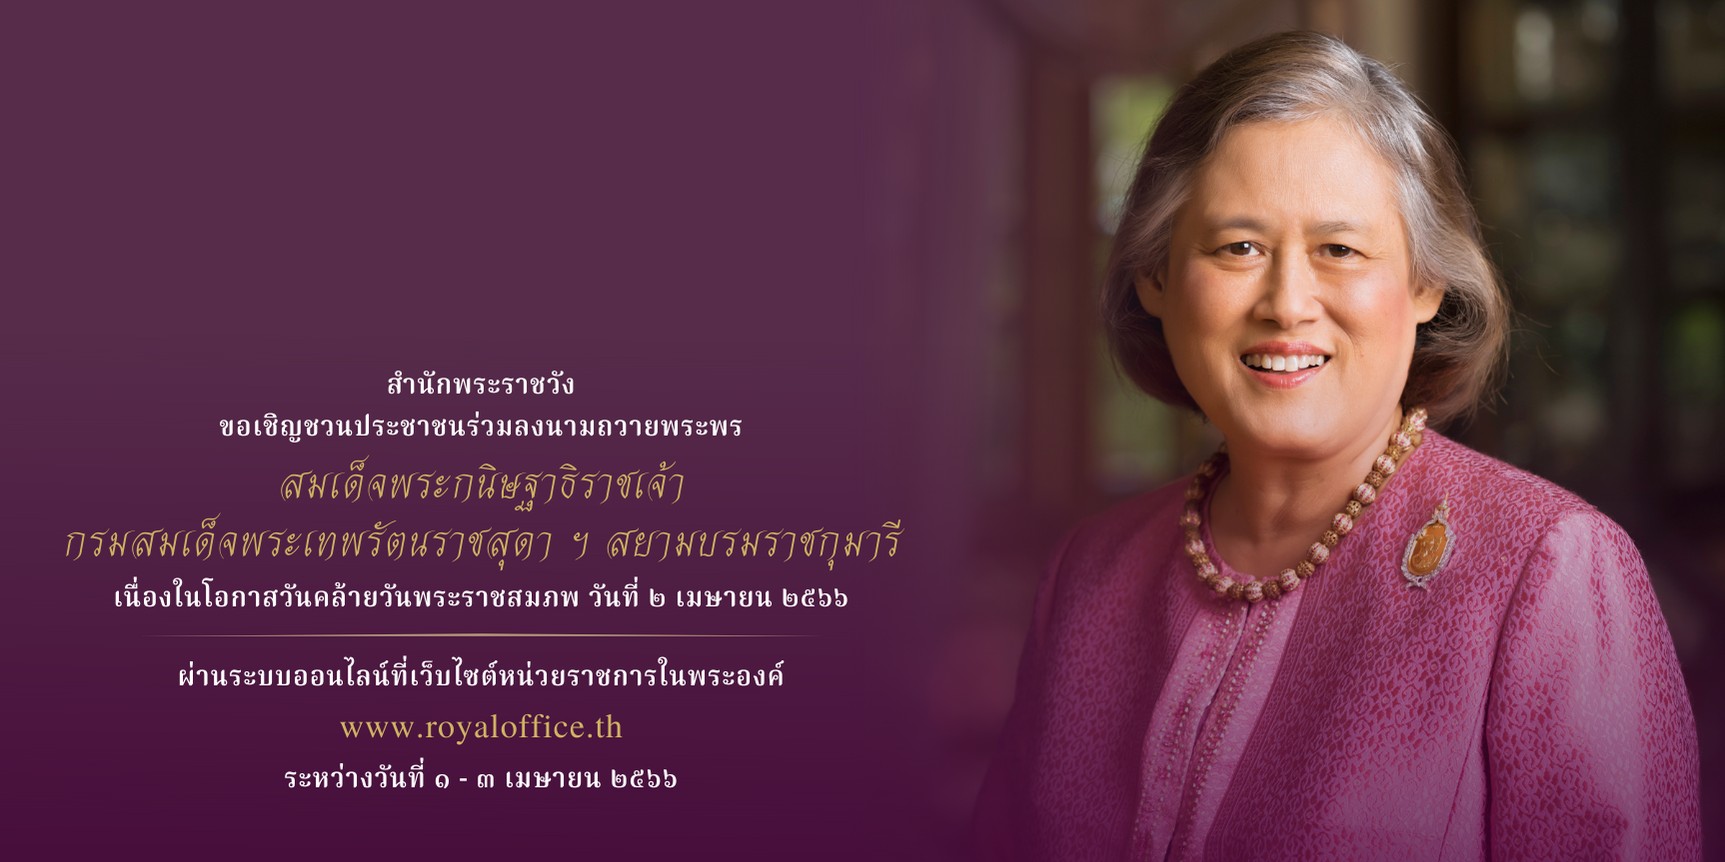 สำนักพระราชวัง
ขอเชิญชวนประชาชนร่วมลงนามถวายพระพร
สมเด็จพระกนิษฐาธิราชเจ้า
กรมสมเด็จพระเทพรัตนราชสุดา ฯ สยามบรมราชกุมารี
เนื่องในโอกาสวันคล้ายวันพระราชสมภพ วันที่ ๒ เมษายน ๒๕๖๖
ผ่านระบบออนไลน์ที่เว็บไซต์หน่วยราชการในพระองค์
www.royaloffice.th
ระหว่างวันที่ ๑ - ๓ เมษายน ๒๕๖๖